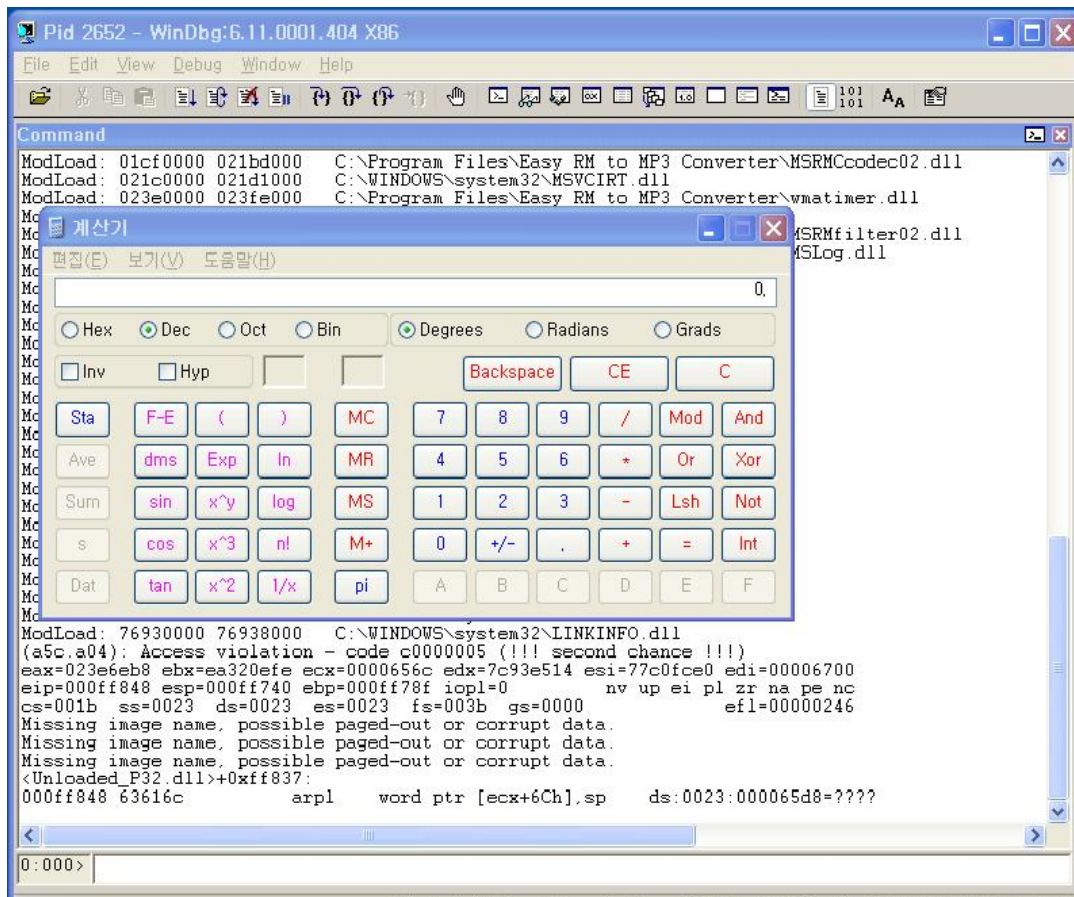 Pid 2652 - WinDbg:6.11.0001.404 X86
File Edit View Debug Window Help
Command
ModLoad: 01cf0000 021bd000 C:\Program Files\Easy RM to MP3 Converter\MSRMCcodec02.dll
ModLoad: 021c0000 021d1000 C:\WINDOWS\system32\MSVCIRT.dll
ModLoad: 023e0000 023fe000 C:\Program Files\Easy RM to MP3 Converter\wmatimer.dll
MSRMfilter02.dll
MSLog.dll
계산기
편집(E) 보기(V) 도움말(H)
0.
Hex Dec Oct Bin Degrees Radians Grads
Inv Hyp Backspace CE C
Sta F-E ( ) MC 7 8 9 / Mod And
Ave dms Exp ln MR 4 5 6 * Or Xor
Sum sin x^y log MS 1 2 3 - Lsh Not
s cos x^3 n! M+ 0 +/- . + = Int
Dat tan x^2 1/x pi A B C D E F
ModLoad: 76930000 76938000 C:\WINDOWS\system32\LINKINFO.dll
(a5c.a04): Access violation - code c0000005 (!!! second chance !!!)
eax=023e6eb8 ebx=ea320efe ecx=0000656c edx=7c93e514 esi=77c0fce0 edi=00006700
eip=000ff848 esp=000ff740 ebp=000ff78f iopl=0 nv up ei pl zr na pe nc
cs=001b ss=0023 ds=0023 es=0023 fs=003b gs=0000 efl=00000246
Missing image name, possible paged-out or corrupt data.
Missing image name, possible paged-out or corrupt data.
Missing image name, possible paged-out or corrupt data.
<Unloaded_P32.dll>+0xff837:
000ff848 63616c arpl word ptr [ecx+6Ch],sp ds:0023:000065d8=????
0:000>